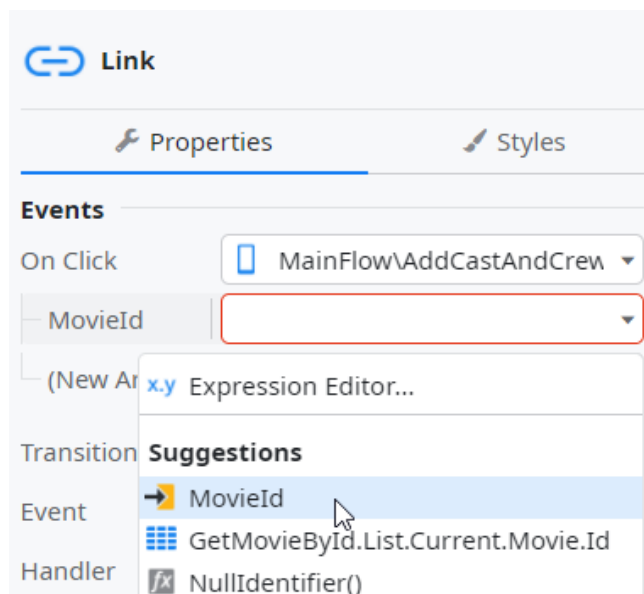 Link
Properties Styles
Events
On Click MainFlow\AddCastAndCrew
MovieId
(New Ar
x.y Expression Editor...
Transition Suggestions
MovieId
Event
GetMovieById.List.Current.Movie.Id
Handler
fx NullIdentifier()